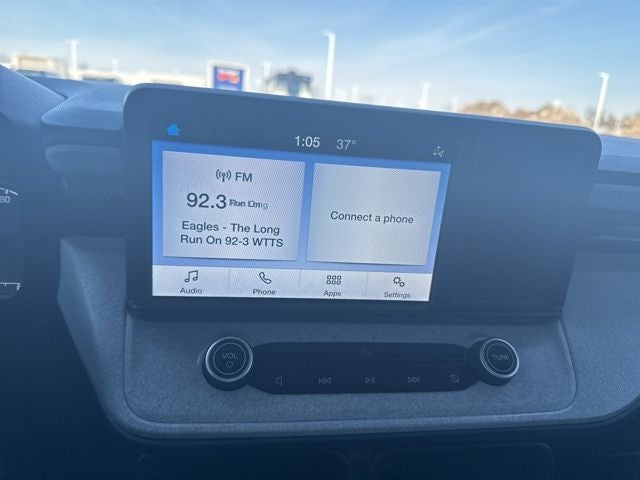 1:05 37°
FM
92.3
Eagles - The Long
Run On 92-3 WTTS
Connect a phone
Audio Phone Apps Settings
VOL
TUNE
80